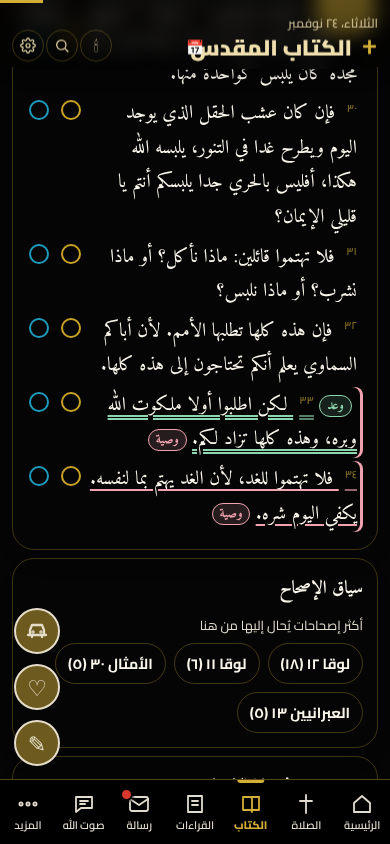 الثلاثاء، ٢٤ نوفمبر
الكتاب المقدس
مجده كان يلبس كواحدة منها.
٣٠ فإن كان عشب الحقل الذي يوجد
اليوم ويطرح غدا في التنور، يلبسه الله
هكذا، أفليس بالحري جدا يلبسكم أنتم يا
قليلي الإيمان؟
٣١ فلا تهتموا قائلين: ماذا نأكل؟ أو ماذا
نشرب؟ أو ماذا نلبس؟
٣٢ فإن هذه كلها تطلبها الأمم. لأن أباكم
السماوي يعلم أنكم تحتاجون إلى هذه كلها.
وعد ٣٣ لكن اطلبوا أولا ملكوت الله
وبره، وهذه كلها تزاد لكم. وصية
٣٤ فلا تهتموا للغد، لأن الغد يهتم بما لنفسه.
يكفي اليوم شره. وصية
سياق الإصحاح
أكثر إصحاحات يُحال إليها من هنا
لوقا ١٢ (١٨)
لوقا ١١ (٦)
الأمثال ٣٠ (٥)
العبرانيين ١٣ (٥)
الرئيسية
الصلاة
الكتاب
القراءات
رسالة
صوت الله
المزيد